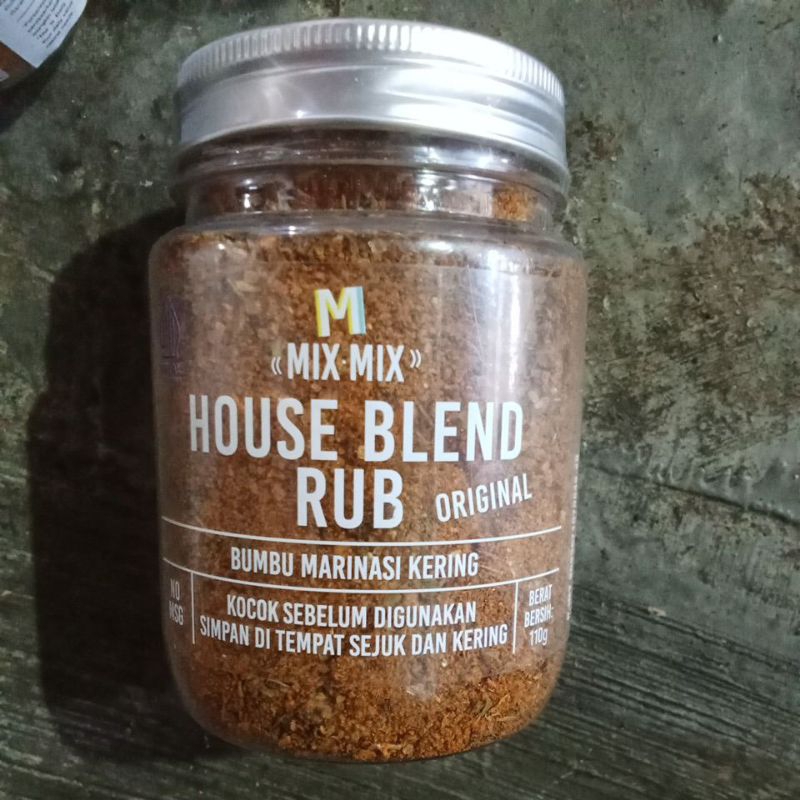 M
«MIX·MIX»
HOUSE BLEND
RUB ORIGINAL
BUMBU MARINASI KERING
NO
MSG
KOCOK SEBELUM DIGUNAKAN
SIMPAN DI TEMPAT SEJUK DAN KERING
BERAT
BERSIH:
110g